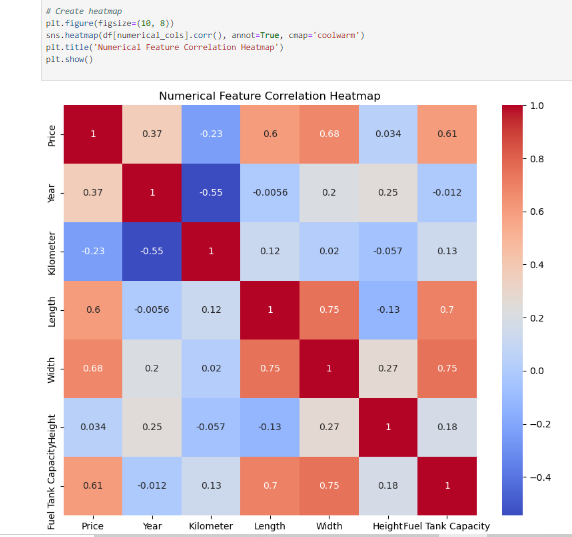 # Create heatmap
plt.figure(figsize=(10, 8))
sns.heatmap(df[numerical_cols].corr(), annot=True, cmap='coolwarm')
plt.title('Numerical Feature Correlation Heatmap')
plt.show()
Numerical Feature Correlation Heatmap
Price 1 0.37 -0.23 0.6 0.68 0.034 0.61
Year 0.37 1 -0.55 -0.0056 0.2 0.25 -0.012
Kilometer -0.23 -0.55 1 0.12 0.02 -0.057 0.13
Length 0.6 -0.0056 0.12 1 0.75 -0.13 0.7
Width 0.68 0.2 0.02 0.75 1 0.27 0.75
Height 0.034 0.25 -0.057 -0.13 0.27 1 0.18
Fuel Tank Capacity 0.61 -0.012 0.13 0.7 0.75 0.18 1
Price Year Kilometer Length Width Height Fuel Tank Capacity
1.0
0.8
0.6
0.4
0.2
0.0
−0.2
−0.4